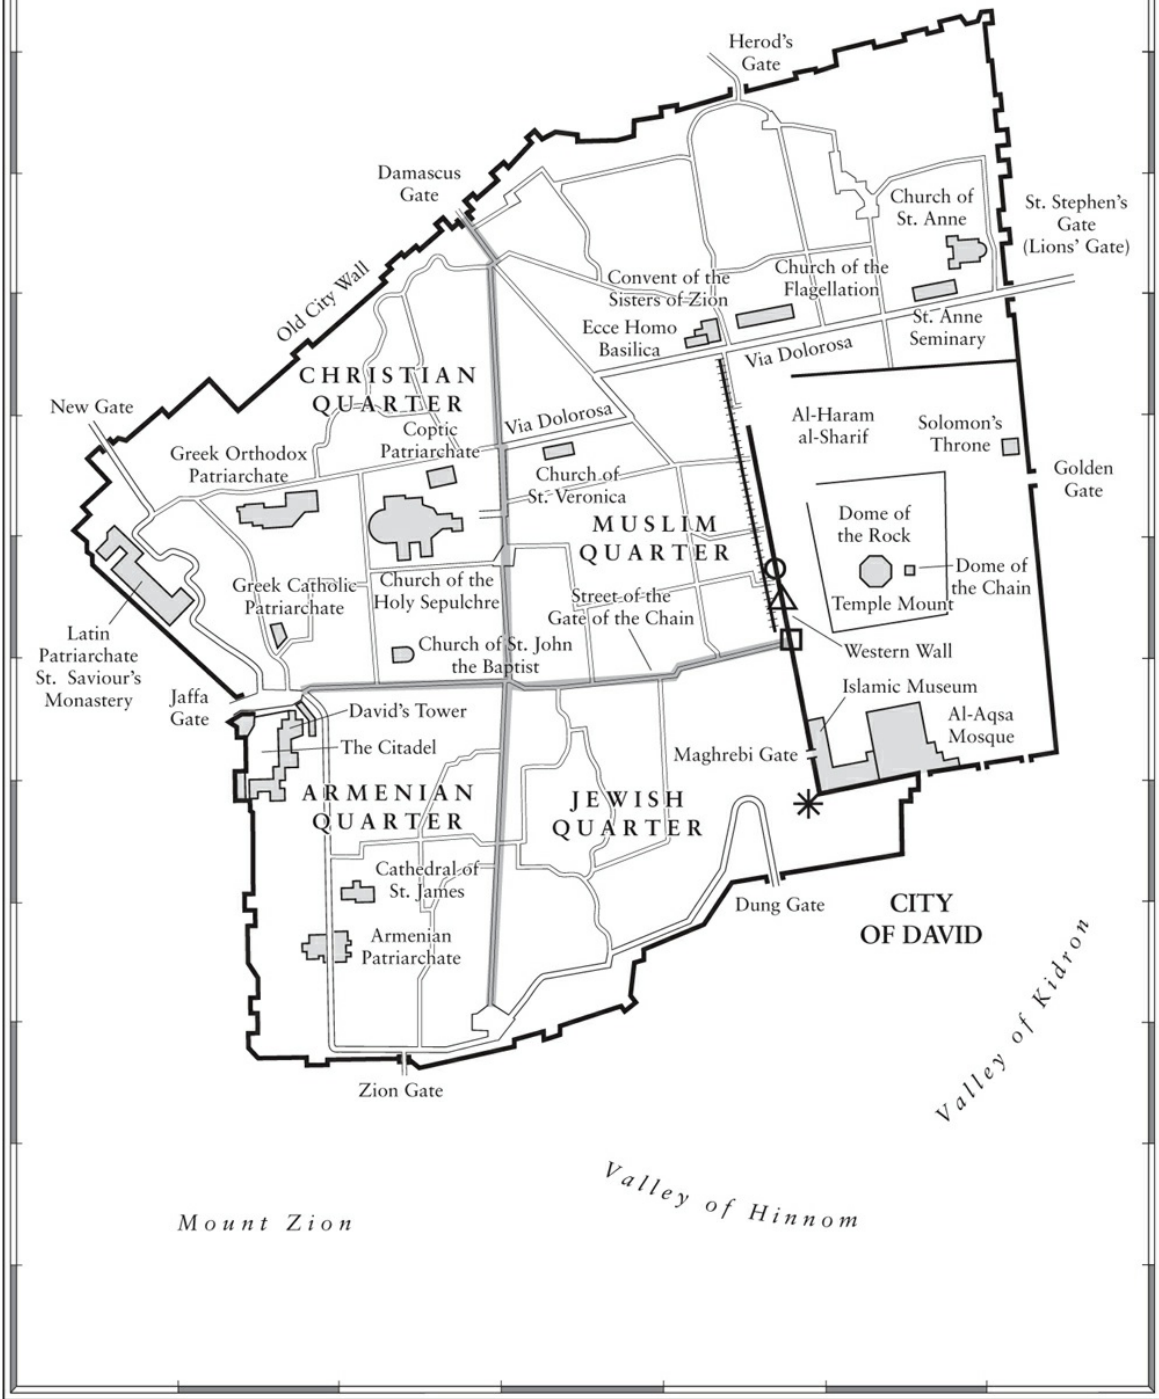 Herod's
Gate
Damascus
Gate
Church of
St. Anne
St. Stephen's
Gate
(Lions' Gate)
Old City Wall
Convent of the
Sisters of Zion
Church of the
Flagellation
Ecce Homo
Basilica
St. Anne
Seminary
Via Dolorosa
CHRISTIAN
QUARTER
New Gate
Via Dolorosa
Coptic
Patriarchate
Al-Haram
al-Sharif
Solomon's
Throne
Greek Orthodox
Patriarchate
Church of
St. Veronica
Golden
Gate
MUSLIM
QUARTER
Dome of
the Rock
Dome of
the Chain
Temple Mount
Greek Catholic
Patriarchate
Church of the
Holy Sepulchre
Street of the
Gate of the Chain
Latin
Patriarchate
St. Saviour's
Monastery
Church of St. John
the Baptist
Western Wall
Jaffa
Gate
David's Tower
The Citadel
Islamic Museum
Al-Aqsa
Mosque
Maghrebi Gate
ARMENIAN
QUARTER
JEWISH
QUARTER
Cathedral of
St. James
Dung Gate
CITY
OF DAVID
Armenian
Patriarchate
Valley of Kidron
Zion Gate
Valley of Hinnom
Mount Zion